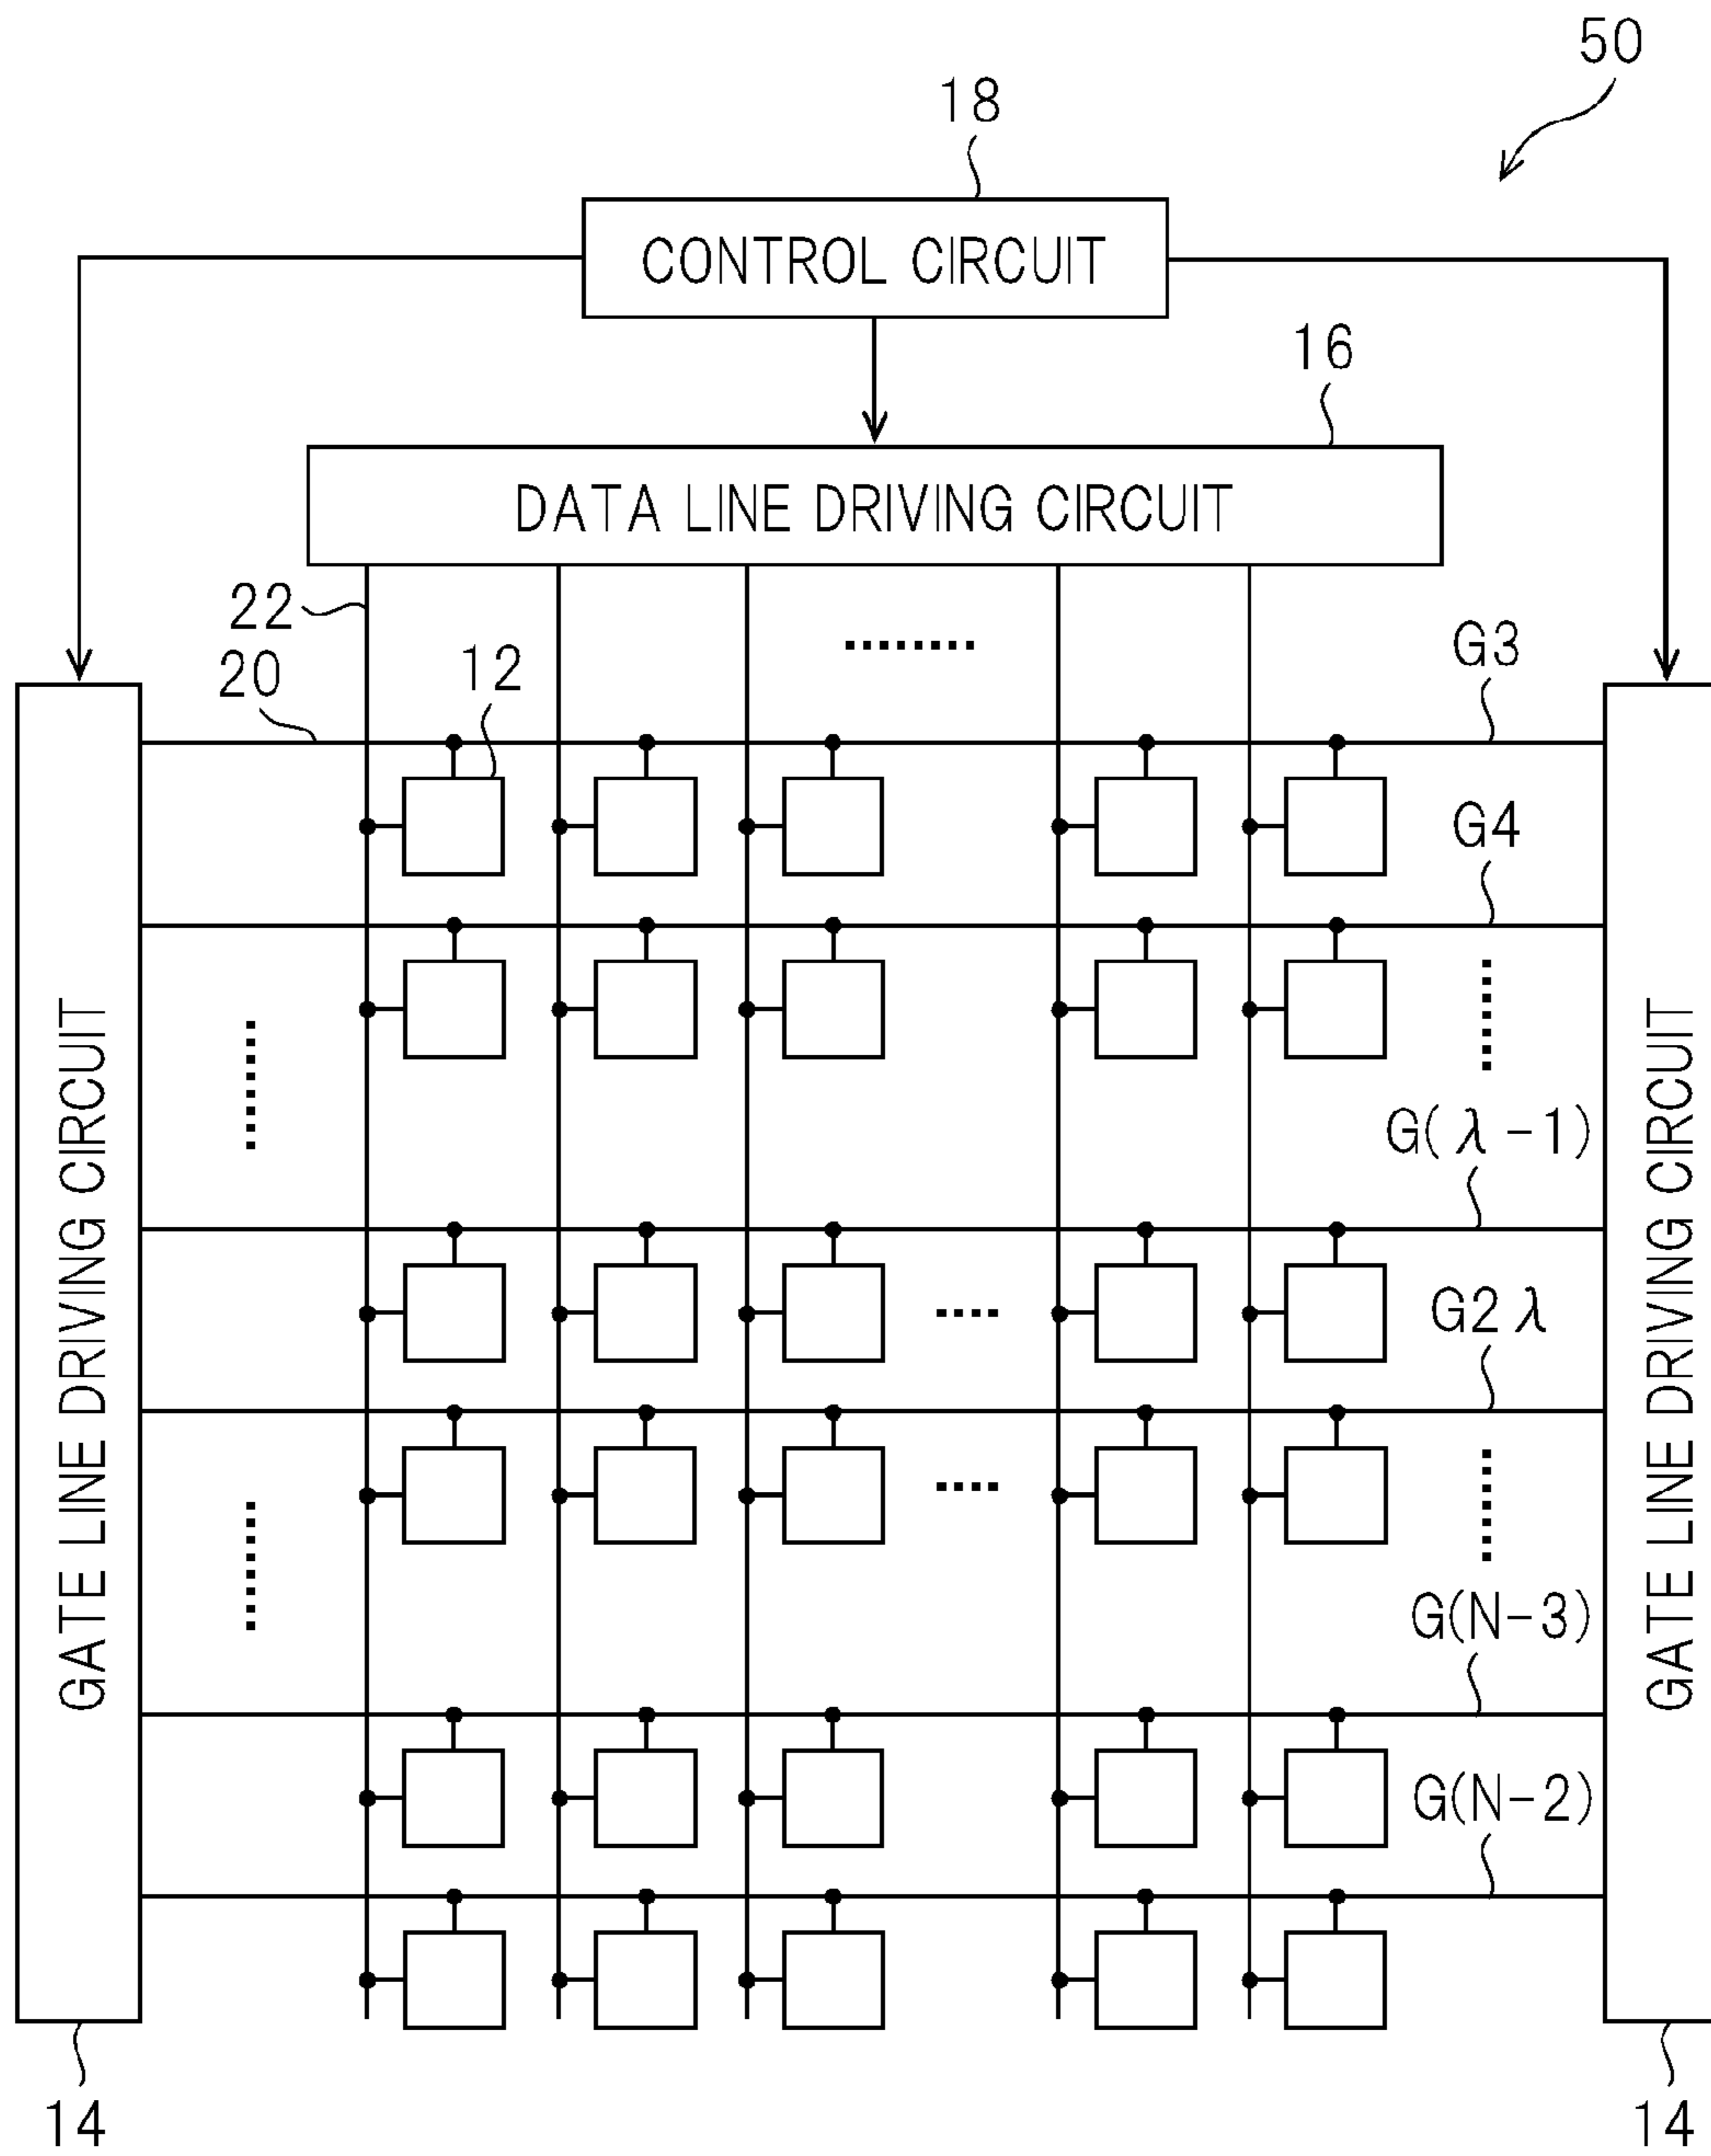 50
18
CONTROL CIRCUIT
16
DATA LINE DRIVING CIRCUIT
22
20
12
G3
G4
G(λ-1)
G2λ
G(N-3)
G(N-2)
GATE LINE DRIVING CIRCUIT
GATE LINE DRIVING CIRCUIT
14
14